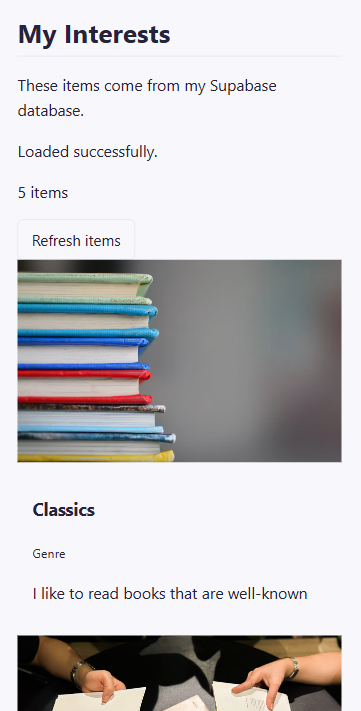 My Interests
These items come from my Supabase
database.
Loaded successfully.
5 items
Refresh items
Classics
Genre
I like to read books that are well-known